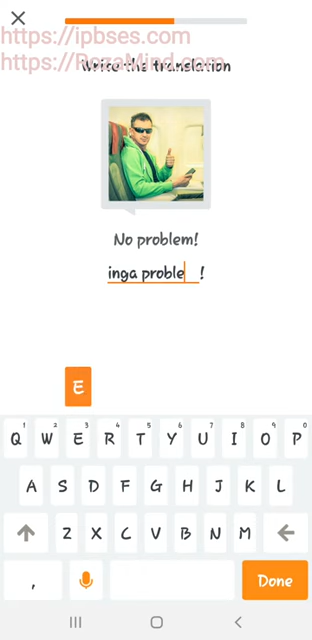 https://ipbses.com
https://RozaMind.com
Write the translation
No problem!
inga proble !
E
1 2 3 4 5 6 7 8 9 0
Q W E R T Y U I O P
A S D F G H J K L
Z X C V B N M
, Done